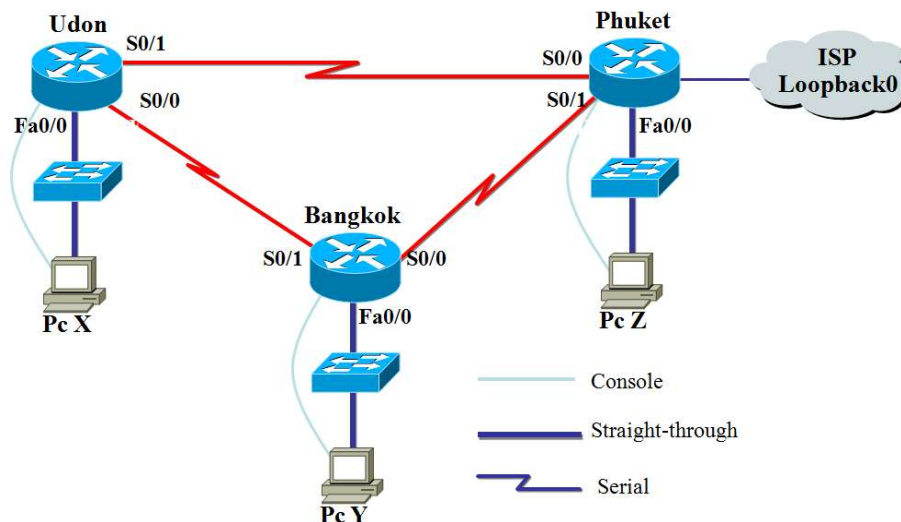 Udon
Phuket
S0/1
S0/0
ISP
Loopback0
S0/0
S0/1
Fa0/0
Fa0/0
Bangkok
S0/1
S0/0
Pc X
Pc Z
Fa0/0
Console
Straight-through
Serial
Pc Y